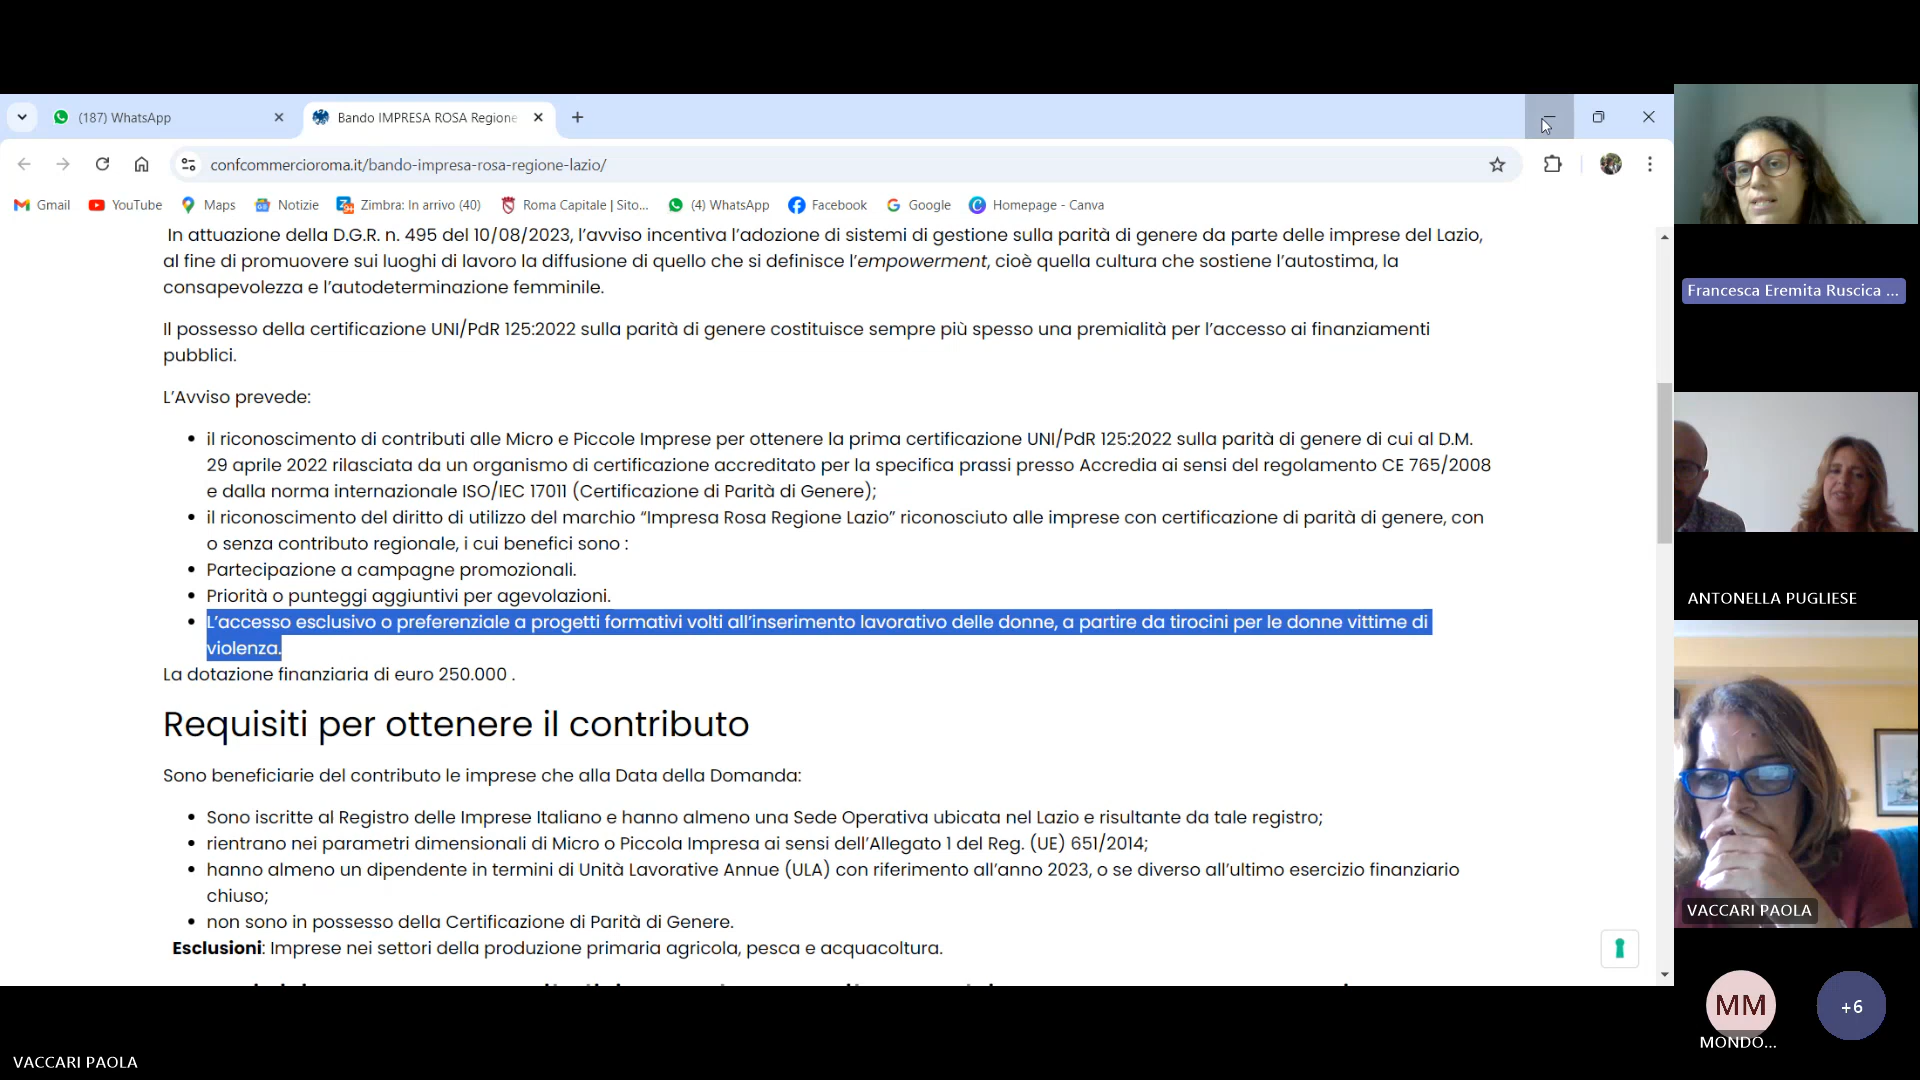 (187) WhatsApp
Bando IMPRESA ROSA Regione
confcommercioroma.it/bando-impresa-rosa-regione-lazio/
Gmail
YouTube
Maps
Notizie
Zimbra: In arrivo (40)
Roma Capitale | Sito...
(4) WhatsApp
Facebook
Google
Homepage - Canva
In attuazione della D.G.R. n. 495 del 10/08/2023, l’avviso incentiva l’adozione di sistemi di gestione sulla parità di genere da parte delle imprese del Lazio,
al fine di promuovere sui luoghi di lavoro la diffusione di quello che si definisce l’empowerment, cioè quella cultura che sostiene l’autostima, la
consapevolezza e l’autodeterminazione femminile.
Il possesso della certificazione UNI/PdR 125:2022 sulla parità di genere costituisce sempre più spesso una premialità per l’accesso ai finanziamenti
pubblici.
L’Avviso prevede:
il riconoscimento di contributi alle Micro e Piccole Imprese per ottenere la prima certificazione UNI/PdR 125:2022 sulla parità di genere di cui al D.M.
29 aprile 2022 rilasciata da un organismo di certificazione accreditato per la specifica prassi presso Accredia ai sensi del regolamento CE 765/2008
e dalla norma internazionale ISO/IEC 17011 (Certificazione di Parità di Genere);
il riconoscimento del diritto di utilizzo del marchio “Impresa Rosa Regione Lazio” riconosciuto alle imprese con certificazione di parità di genere, con
o senza contributo regionale, i cui benefici sono :
Partecipazione a campagne promozionali.
Priorità o punteggi aggiuntivi per agevolazioni.
L’accesso esclusivo o preferenziale a progetti formativi volti all’inserimento lavorativo delle donne, a partire da tirocini per le donne vittime di
violenza.
La dotazione finanziaria di euro 250.000 .
Requisiti per ottenere il contributo
Sono beneficiarie del contributo le imprese che alla Data della Domanda:
Sono iscritte al Registro delle Imprese Italiano e hanno almeno una Sede Operativa ubicata nel Lazio e risultante da tale registro;
rientrano nei parametri dimensionali di Micro o Piccola Impresa ai sensi dell’Allegato 1 del Reg. (UE) 651/2014;
hanno almeno un dipendente in termini di Unità Lavorative Annue (ULA) con riferimento all’anno 2023, o se diverso all’ultimo esercizio finanziario
chiuso;
non sono in possesso della Certificazione di Parità di Genere.
Esclusioni: Imprese nei settori della produzione primaria agricola, pesca e acquacoltura.
Francesca Eremita Ruscica ...
ANTONELLA PUGLIESE
VACCARI PAOLA
MM
+6
MONDO...
VACCARI PAOLA